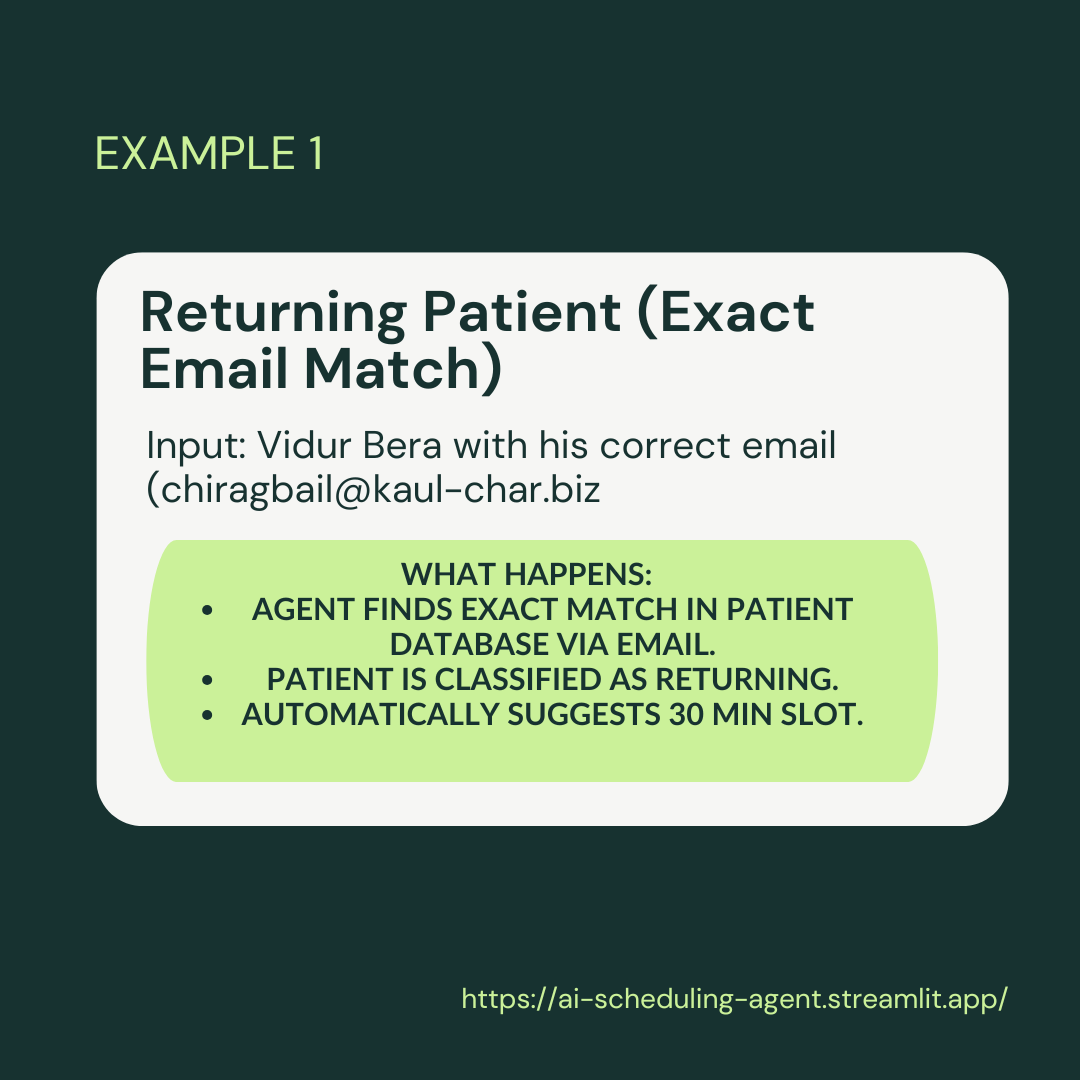 EXAMPLE 1
Returning Patient (Exact
Email Match)
Input: Vidur Bera with his correct email
(chiragbail@kaul-char.biz
WHAT HAPPENS:
• AGENT FINDS EXACT MATCH IN PATIENT
DATABASE VIA EMAIL.
• PATIENT IS CLASSIFIED AS RETURNING.
• AUTOMATICALLY SUGGESTS 30 MIN SLOT.
https://ai-scheduling-agent.streamlit.app/